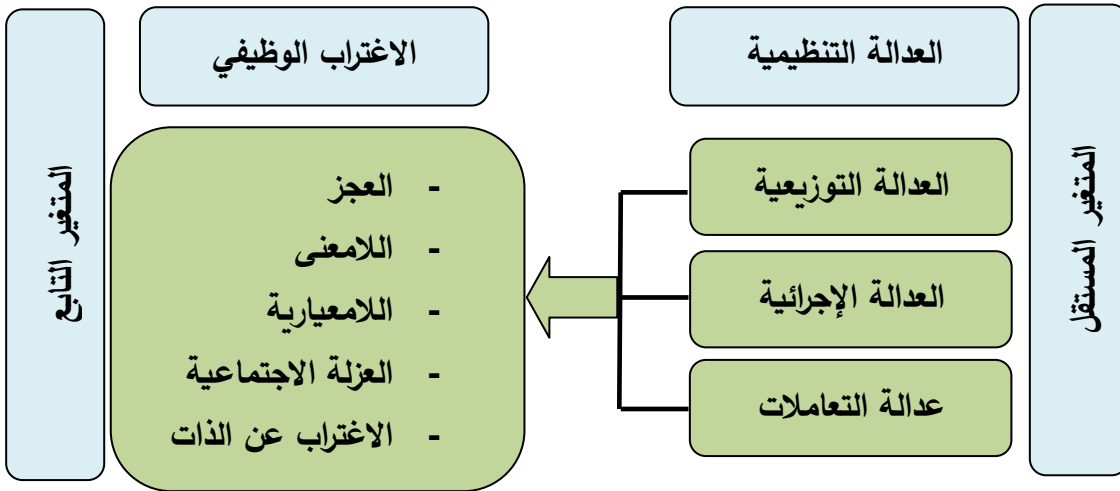 المتغير المستقل
العدالة التنظيمية
العدالة التوزيعية
العدالة الإجرائية
عدالة التعاملات
الاغتراب الوظيفي
- العجز
- اللامعنى
- اللامعيارية
- العزلة الاجتماعية
- الاغتراب عن الذات
المتغير التابع